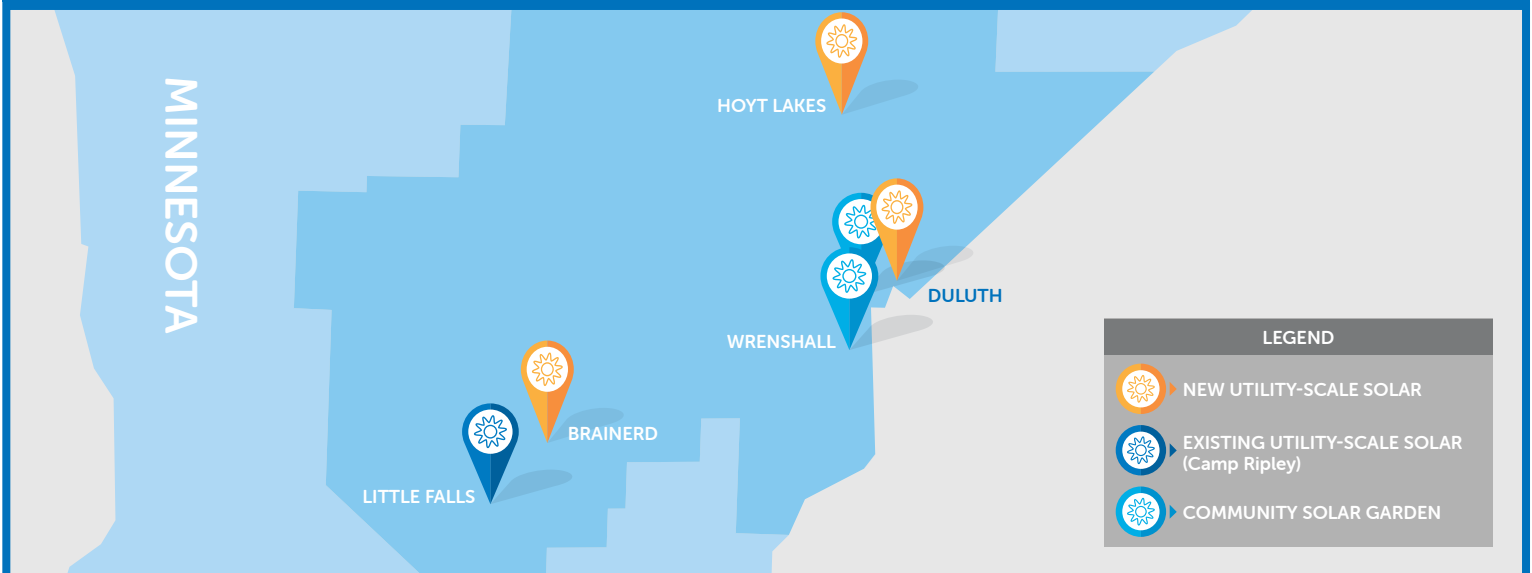 MINNESOTA
HOYT LAKES
DULUTH
WRENSHALL
BRAINERD
LITTLE FALLS
LEGEND
NEW UTILITY-SCALE SOLAR
EXISTING UTILITY-SCALE SOLAR
(Camp Ripley)
COMMUNITY SOLAR GARDEN